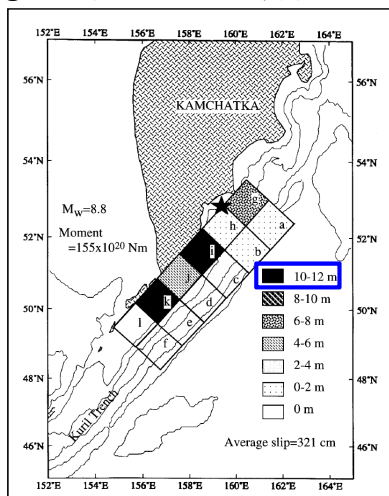 152°E 154°E 156°E 158°E 160°E 162°E 164°E
56°N 56°N
KAMCHATKA
54°N 54°N
Mw=8.8
Moment
=155x10²⁰ Nm
g
a
h
b
52°N 52°N
i
c
10-12 m
j
d
8-10 m
50°N 50°N
k
e
6-8 m
l
f
4-6 m
2-4 m
48°N 48°N
0-2 m
0 m
Kuril Trench
46°N 46°N
Average slip=321 cm
152°E 154°E 156°E 158°E 160°E 162°E 164°E